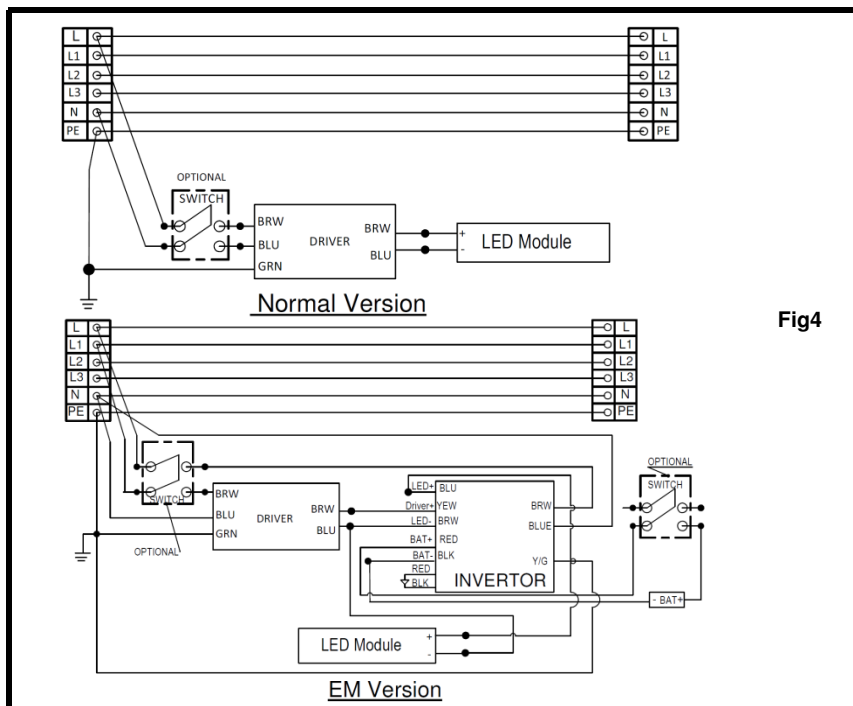 L L
L1 L1
L2 L2
L3 L3
N N
PE PE
OPTIONAL
SWITCH
BRW BRW +
DRIVER LED Module
BLU BLU -
GRN
Normal Version
Fig4
L L
L1 L1
L2 L2
L3 L3
N N
PE PE
OPTIONAL
SWITCH
LED+ BLU
BRW BRW Driver+ YEW BRW
SWITCH
BLU DRIVER BLU LED- BRW BLUE
GRN BAT+ RED
OPTIONAL
BAT- BLK Y/G
RED
INVERTOR
BLK
- BAT+
LED Module +
-
EM Version